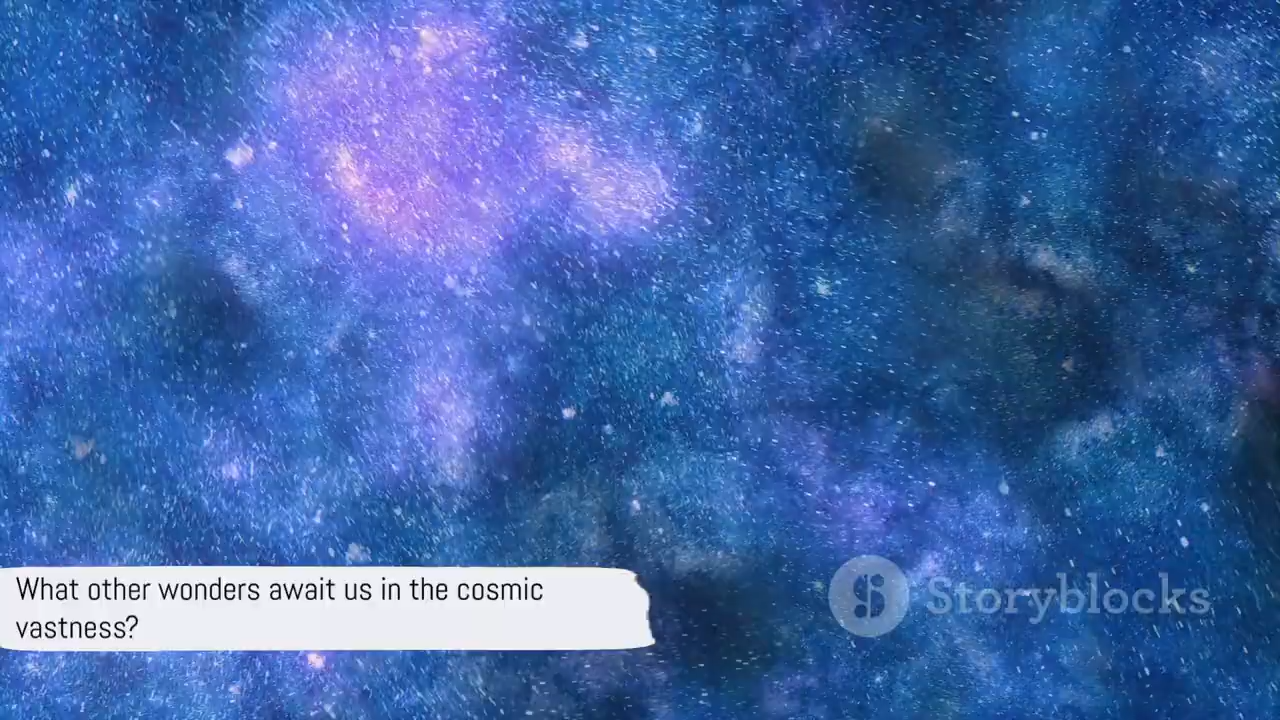 What other wonders await us in the cosmic
vastness?
Storyblocks